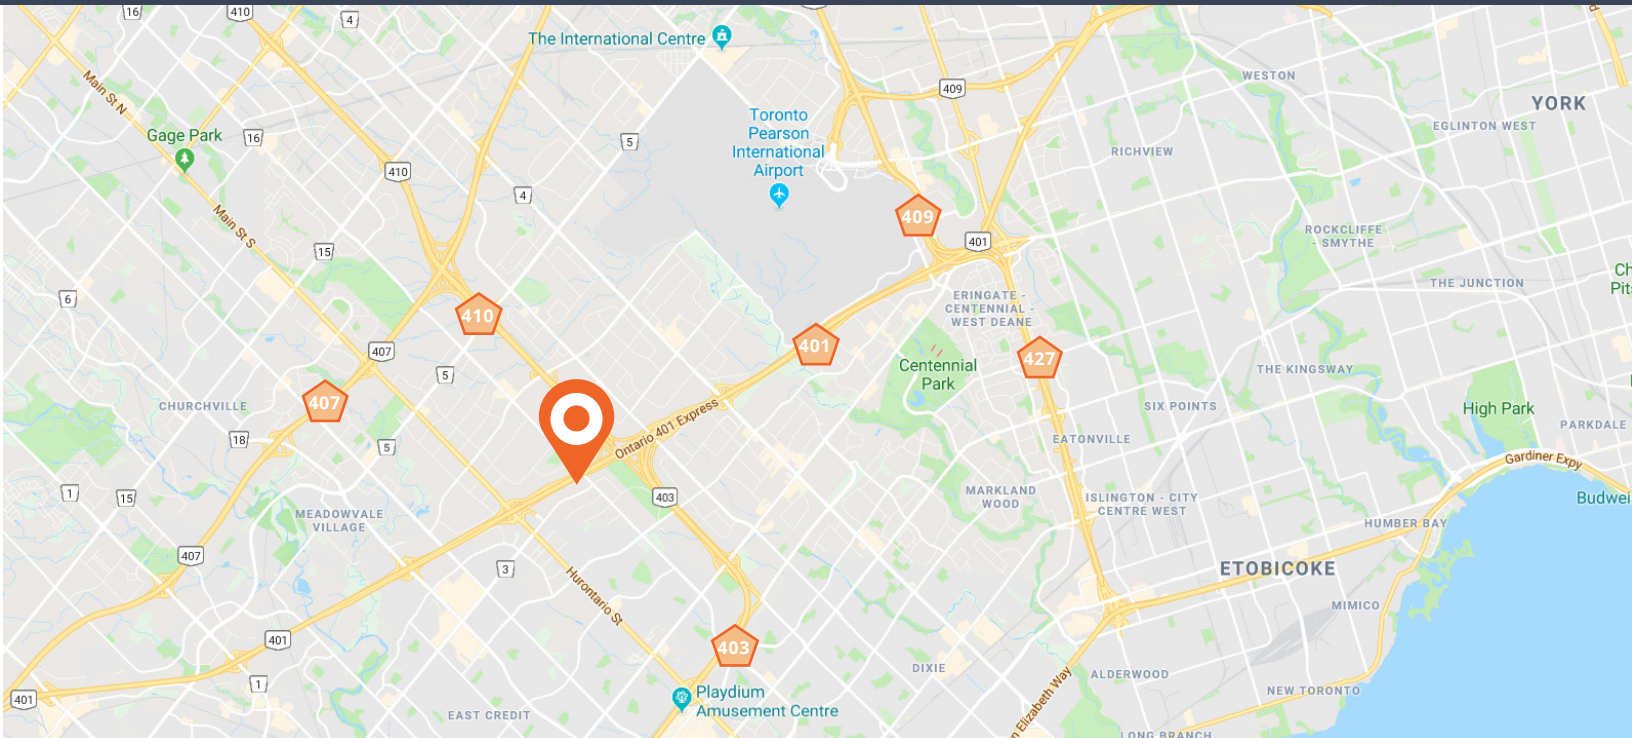 16
410
4
The International Centre
Main St N
409
WESTON
YORK
Toronto
Pearson
International
Airport
Gage Park
16
5
EGLINTON WEST
RICHVIEW
410
4
Main St S
409
401
ROCKCLIFFE
- SMYTHE
15
Ch
Pit
THE JUNCTION
6
ERINGATE -
CENTENNIAL -
WEST DEANE
410
401
407
427
Centennial
Park
THE KINGSWAY
5
407
CHURCHVILLE
SIX POINTS
High Park
PARKDALE
Ontario 401 Express
18
5
EATONVILLE
Gardiner Expy
1
15
403
MARKLAND
WOOD
ISLINGTON - CITY
CENTRE WEST
Budwei
MEADOWVALE
VILLAGE
HUMBER BAY
407
3
ETOBICOKE
Hurontario St
MIMICO
401
403
DIXIE
ALDERWOOD
1
401
Playdium
Amusement Centre
NEW TORONTO
n Elizabeth Way
EAST CREDIT
LONG BRANCH